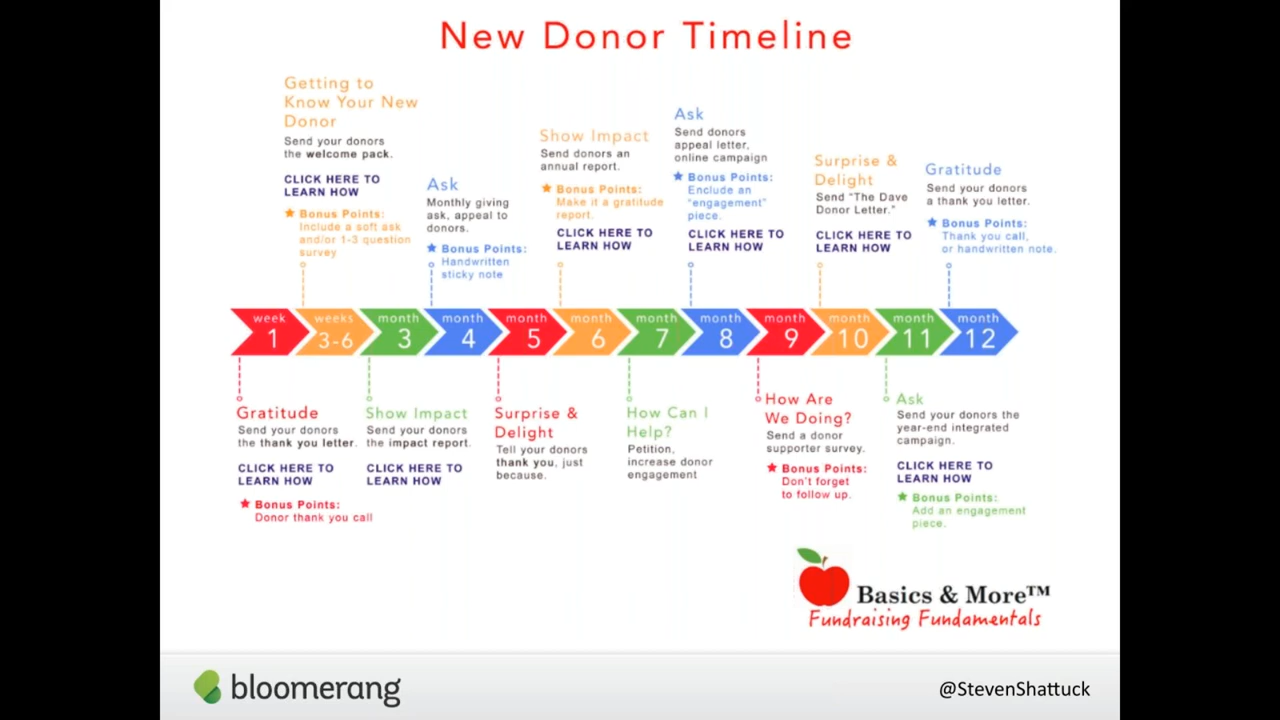 New Donor Timeline
Getting to
Know Your New
Donor
Send your donors
the welcome pack.
CLICK HERE TO
LEARN HOW
★ Bonus Points:
Include a soft ask
and/or 1-3 question
survey
Ask
Monthly giving
ask, appeal to
donors.
★ Bonus Points:
Handwritten
sticky note
Show Impact
Send donors an
annual report.
★ Bonus Points:
Make it a gratitude
report.
CLICK HERE TO
LEARN HOW
Ask
Send donors
appeal letter,
online campaign
★ Bonus Points:
Enclude an
"engagement"
piece.
CLICK HERE TO
LEARN HOW
Surprise &
Delight
Send "The Dave
Donor Letter."
CLICK HERE TO
LEARN HOW
Gratitude
Send your donors
a thank you letter.
★ Bonus Points:
Thank you call,
or handwritten note.
week weeks month month month month month month month month month month
1 3-6 3 4 5 6 7 8 9 10 11 12
Gratitude
Send your donors
the thank you letter.
CLICK HERE TO
LEARN HOW
★ Bonus Points:
Donor thank you call
Show Impact
Send your donors
the impact report.
CLICK HERE TO
LEARN HOW
Surprise &
Delight
Tell your donors
thank you, just
because.
How Can I
Help?
Petition,
increase donor
engagement
How Are
We Doing?
Send a donor
supporter survey.
★ Bonus Points:
Don't forget
to follow up.
Ask
Send your donors the
year-end integrated
campaign.
CLICK HERE TO
LEARN HOW
★ Bonus Points:
Add an engagement
piece.
Basics & More™
Fundraising Fundamentals
bloomerang
@StevenShattuck